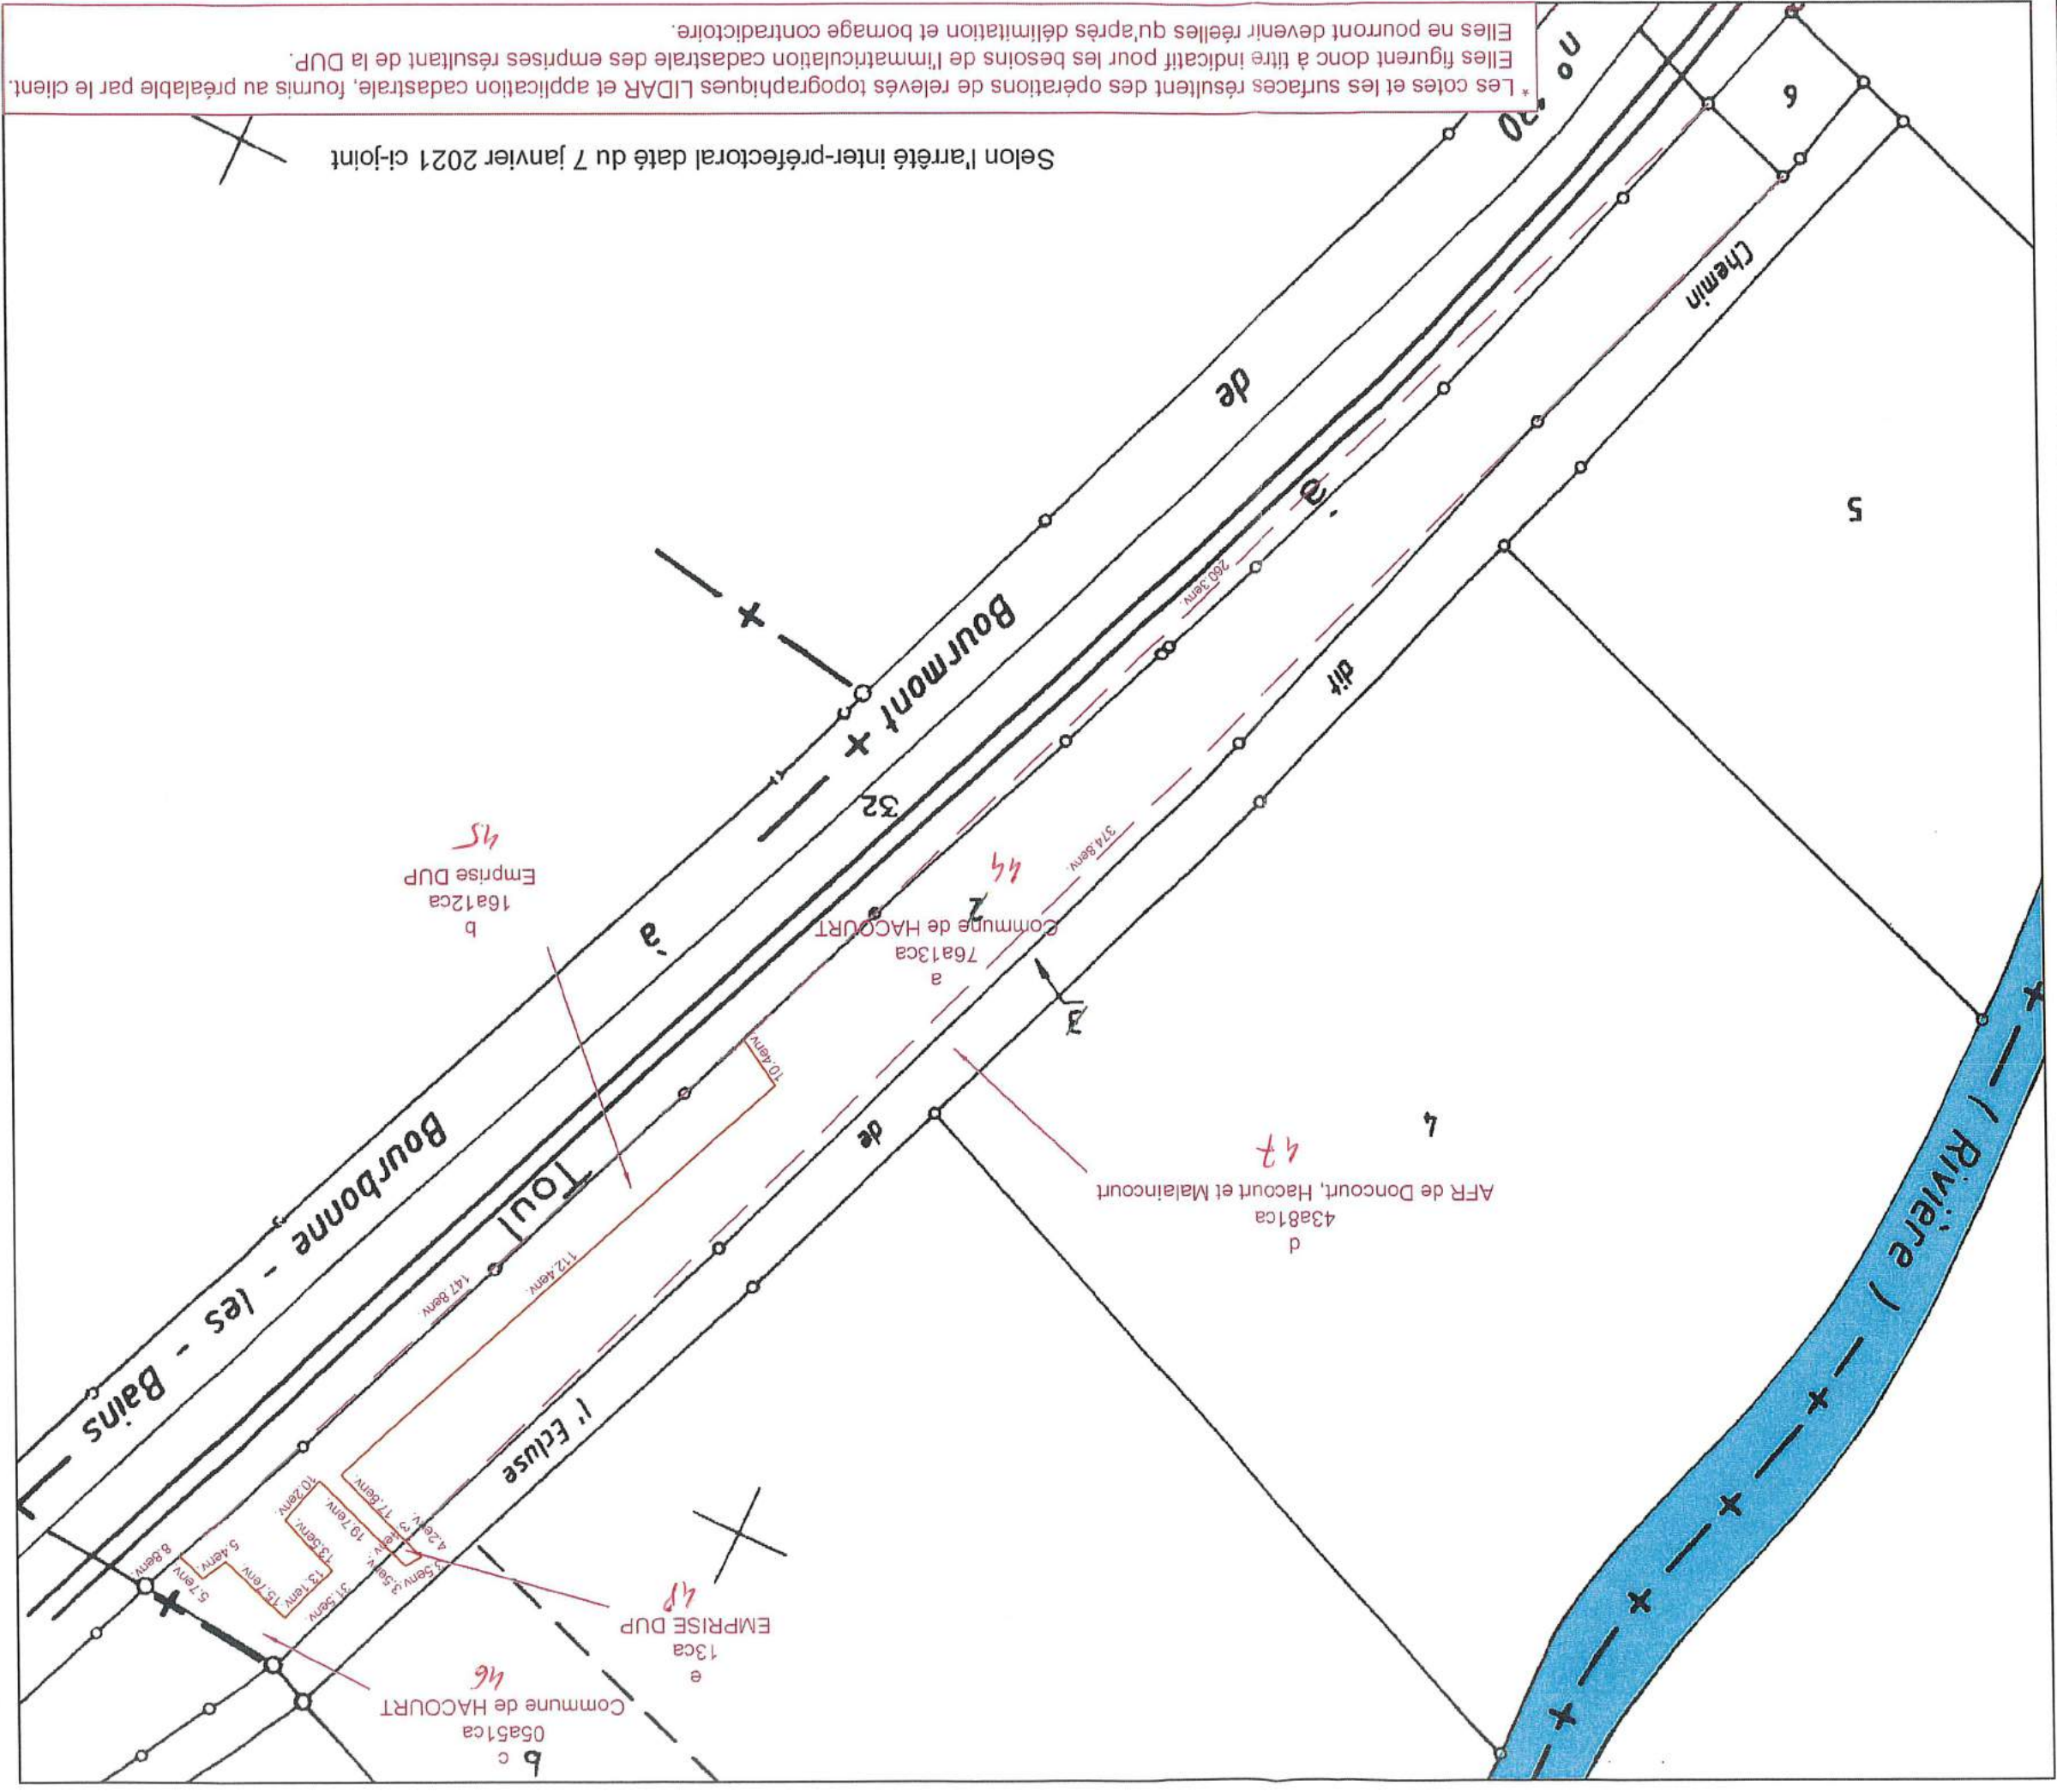 b
c
05a51ca
Commune de HACOURT
46
e
13ca
EMPRISE DUP
48
8.8env.
5.7env.
5.4env.
15.7env.
13.1env.
31.5env.
13.5env.
10.2env.
19.7env.
3.5env.
3.5env.
4.2env.
17.8env.
l'Ecluse
( Rivière )
Bourbonne - les - Bains
147.8env.
112.4env.
Toul
d
43a81ca
AFR de Doncourt, Hacourt et Malaincourt
47
4
de
10.4env.
3
a
76a13ca
Commune de HACOURT
2
44
à
b
16a12ca
Emprise DUP
45
374.8env.
32
Bourmont
dit
260.3env.
à
5
de
Chemin
Selon l'arrêté inter-préfectoral daté du 7 janvier 2021 ci-joint
6
n°
* Les cotes et les surfaces résultent des opérations de relevés topographiques LIDAR et application cadastrale, fournis au préalable par le client.
Elles figurent donc à titre indicatif pour les besoins de l'immatriculation cadastrale des emprises résultant de la DUP.
Elles ne pourront devenir réelles qu'après délimitation et bornage contradictoire.